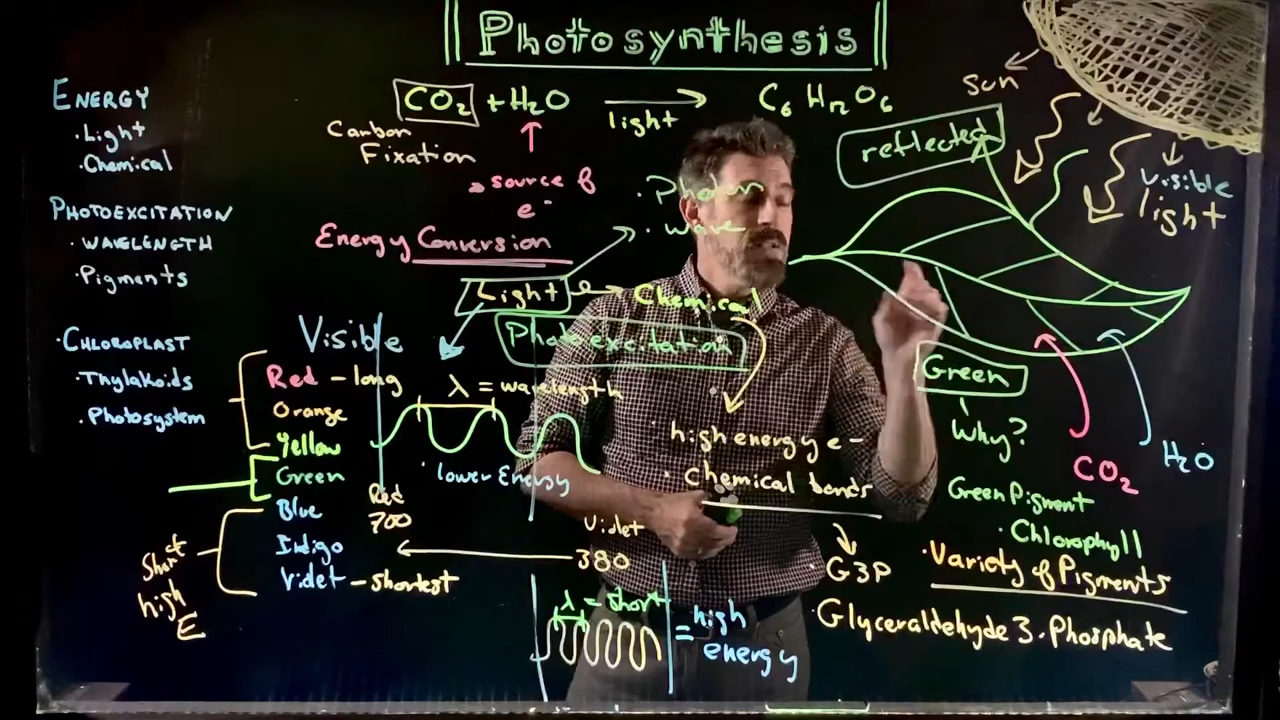 Photosynthesis
ENERGY
• Light
• Chemical
PHOTOEXCITATION
• WAVELENGTH
• Pigments
• CHLOROPLAST
• Thylakoids
• Photosystem
CO2 + H2O → C6 H12 O6
light
Carbon
Fixation
source of
e-
Energy Conversion
• Photon
• wave
Light → Chemical
Photoexcitation
Visible
Red - long
Orange
Yellow
Green
Blue
Indigo
Violet - shortest
Short
high
E
λ = wavelength
• lower Energy
Red
700
Violet
380
λ - short
= high
energy
• high energy e-
• Chemical bonds
G3P
Glyceraldehyde 3-Phosphate
Sun
visible
light
reflected
Green
why?
CO2
H2O
Green Pigment
• Chlorophyll
• Variety of Pigments